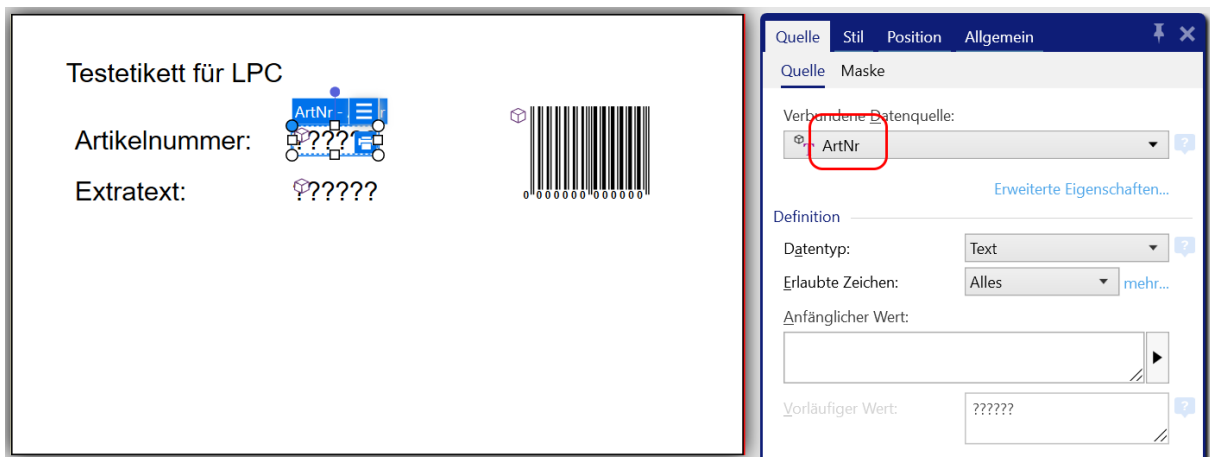 Testetikett für LPC
ArtNr -
Artikelnummer:
????
Extratext:
??????
0 000000 000000
Quelle Stil Position Allgemein
Quelle Maske
Verbundene Datenquelle:
ArtNr
?
Erweiterte Eigenschaften...
Definition
Datentyp:
Text
?
Erlaubte Zeichen:
Alles
mehr...
Anfänglicher Wert:
Vorläufiger Wert:
??????
?